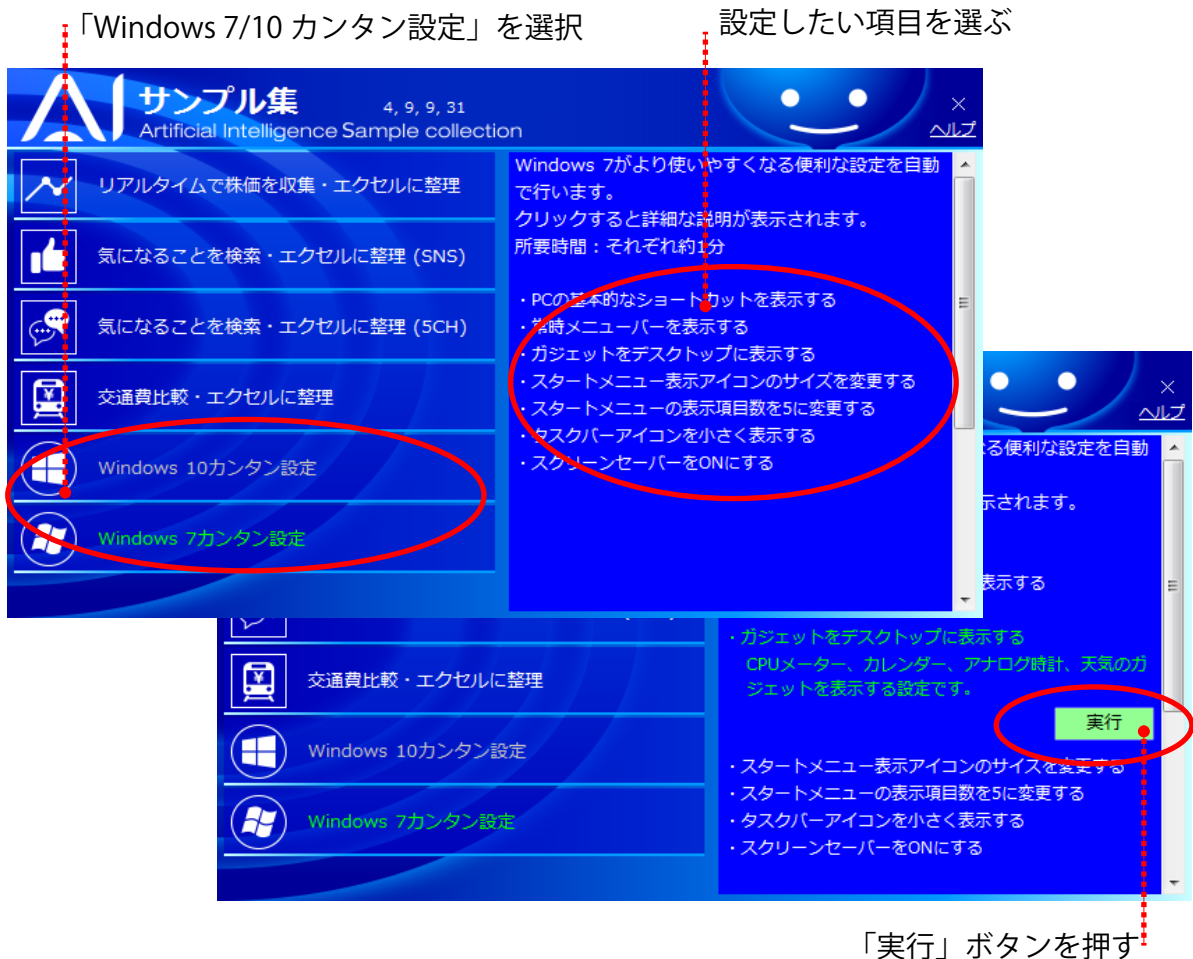 「Windows 7/10 カンタン設定」を選択
設定したい項目を選ぶ
AI サンプル集 4, 9, 9, 31
Artificial Intelligence Sample collection
×
ヘルプ
リアルタイムで株価を収集・エクセルに整理
気になることを検索・エクセルに整理 (SNS)
気になることを検索・エクセルに整理 (5CH)
交通費比較・エクセルに整理
Windows 10カンタン設定
Windows 7カンタン設定
Windows 7がより使いやすくなる便利な設定を自動
で行います。
クリックすると詳細な説明が表示されます。
所要時間：それぞれ約1分
・PCの基本的なショートカットを表示する
・常時メニューバーを表示する
・ガジェットをデスクトップに表示する
・スタートメニュー表示アイコンのサイズを変更する
・スタートメニューの表示項目数を5に変更する
・タスクバーアイコンを小さく表示する
・スクリーンセーバーをONにする
×
ヘルプ
る便利な設定を自動
示されます。
表示する
・ガジェットをデスクトップに表示する
CPUメーター、カレンダー、アナログ時計、天気のガ
ジェットを表示する設定です。
実行
・スタートメニュー表示アイコンのサイズを変更する
・スタートメニューの表示項目数を5に変更する
・タスクバーアイコンを小さく表示する
・スクリーンセーバーをONにする
交通費比較・エクセルに整理
Windows 10カンタン設定
Windows 7カンタン設定
「実行」ボタンを押す